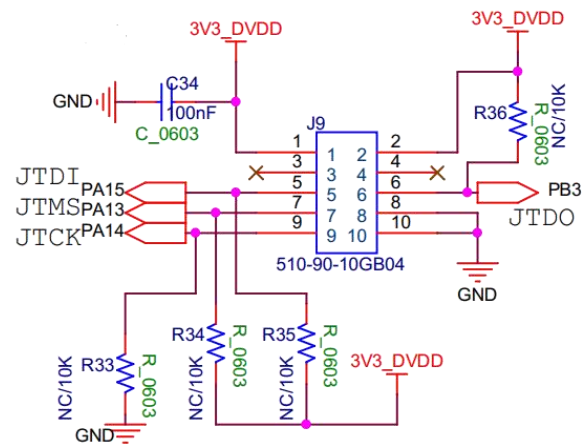 3V3_DVDD
3V3_DVDD
C34
GND
100nF
C_0603
J9
R36
R_0603
NC/10K
1
1
2
2
3
3
4
4
JTDI
PA15
5
5
6
6
PB3
JTDO
JTMS
PA13
7
7
8
8
JTCK
PA14
9
9
10
10
510-90-10GB04
GND
R33
R_0603
NC/10K
R34
R_0603
NC/10K
R35
R_0603
NC/10K
3V3_DVDD
GND